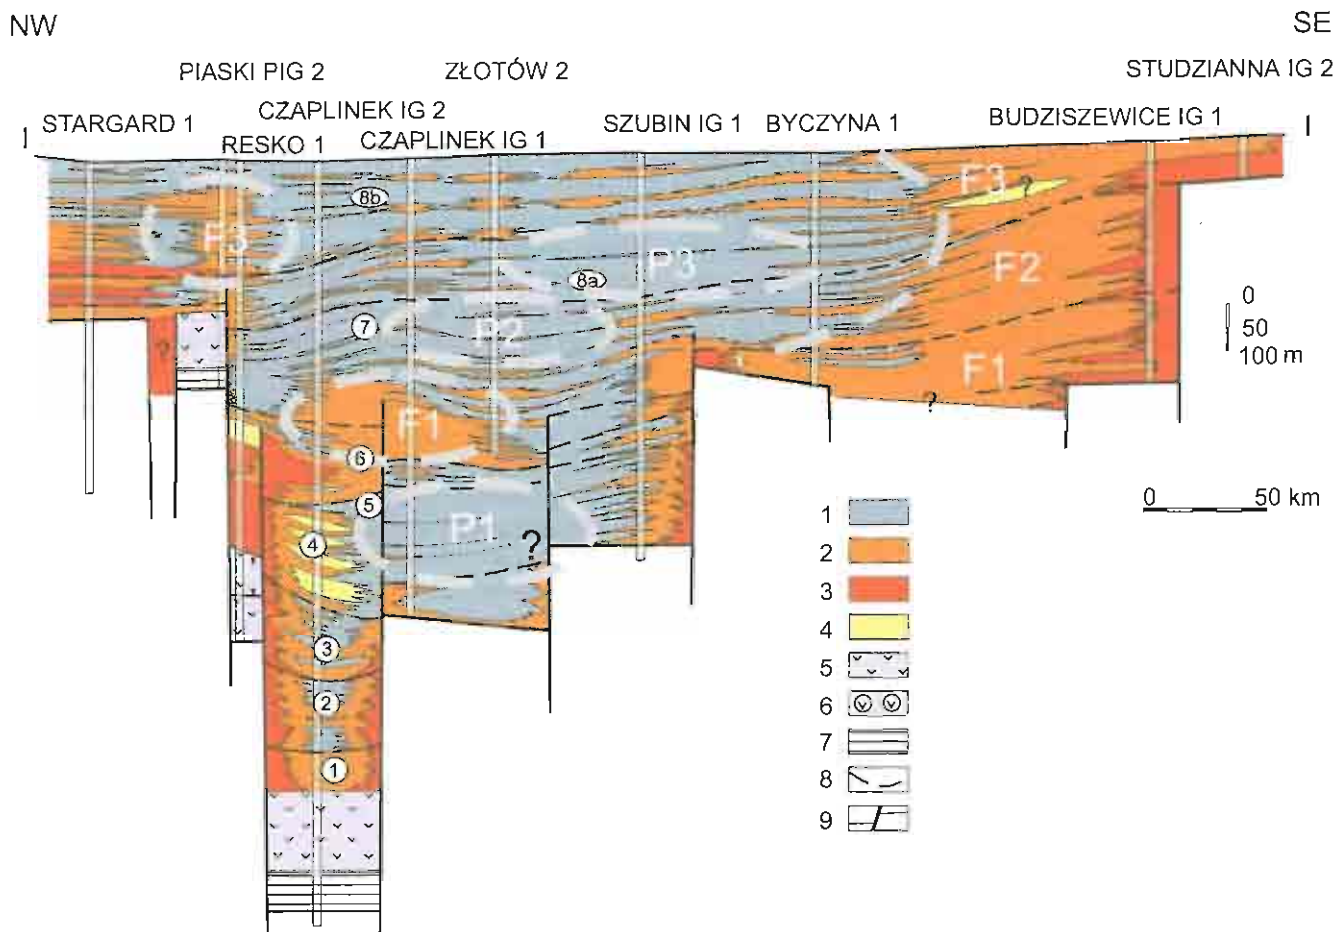 NW
SE
PIASKI PIG 2
ZŁOTÓW 2
STUDZIANNA IG 2
CZAPLINEK IG 2
STARGARD 1
SZUBIN IG 1
BYCZYNA 1
BUDZISZEWICE IG 1
RESKO 1
CZAPLINEK IG 1
I
I
8b
F3
F3
P3
8a
F2
7
P2
F1
F1
?
?
?
6
5
P1
?
4
3
2
1
0
50
100 m
0
50 km
1
2
3
4
5
6
7
8
9